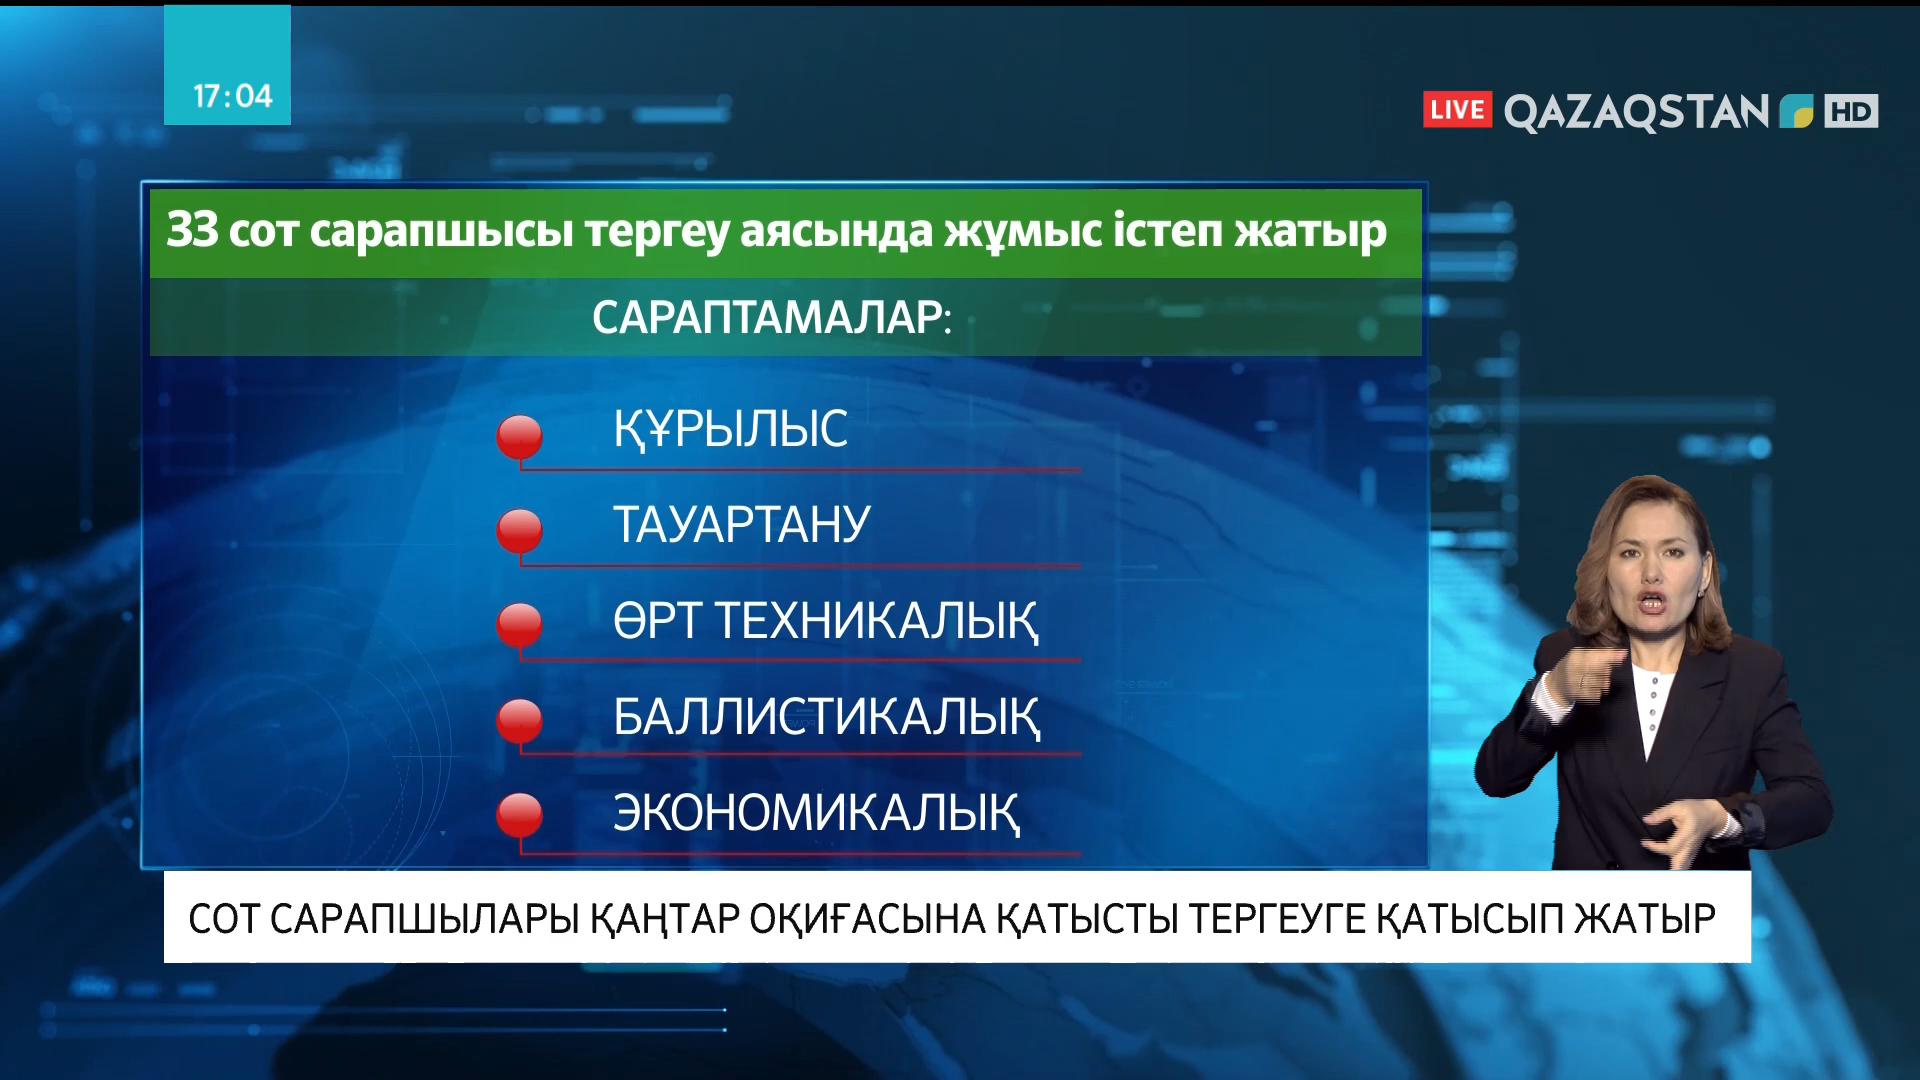 17:04
LIVE QAZAQSTAN HD
33 сот сарапшысы тергеу аясында жұмыс істеп жатыр
САРАПТАМАЛАР:
ҚҰРЫЛЫС
ТАУАРТАНУ
ӨРТ ТЕХНИКАЛЫҚ
БАЛЛИСТИКАЛЫҚ
ЭКОНОМИКАЛЫҚ
СОТ САРАПШЫЛАРЫ ҚАҢТАР ОҚИҒАСЫНА ҚАТЫСТЫ ТЕРГЕУГЕ ҚАТЫСЫП ЖАТЫР